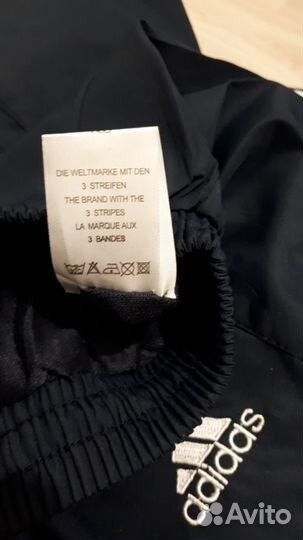 DIE WELTMARKE MIT DEN
3 STREIFEN
THE BRAND WITH THE
3 STRIPES
LA MARQUE AUX
3 BANDES
adidas
Avito